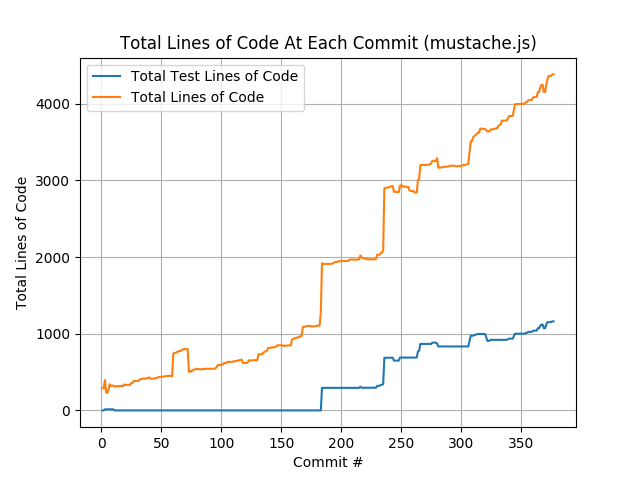 Total Lines of Code At Each Commit (mustache.js)
Total Test Lines of Code
Total Lines of Code
Total Lines of Code
4000
3000
2000
1000
0
0
50
100
150
200
250
300
350
Commit #